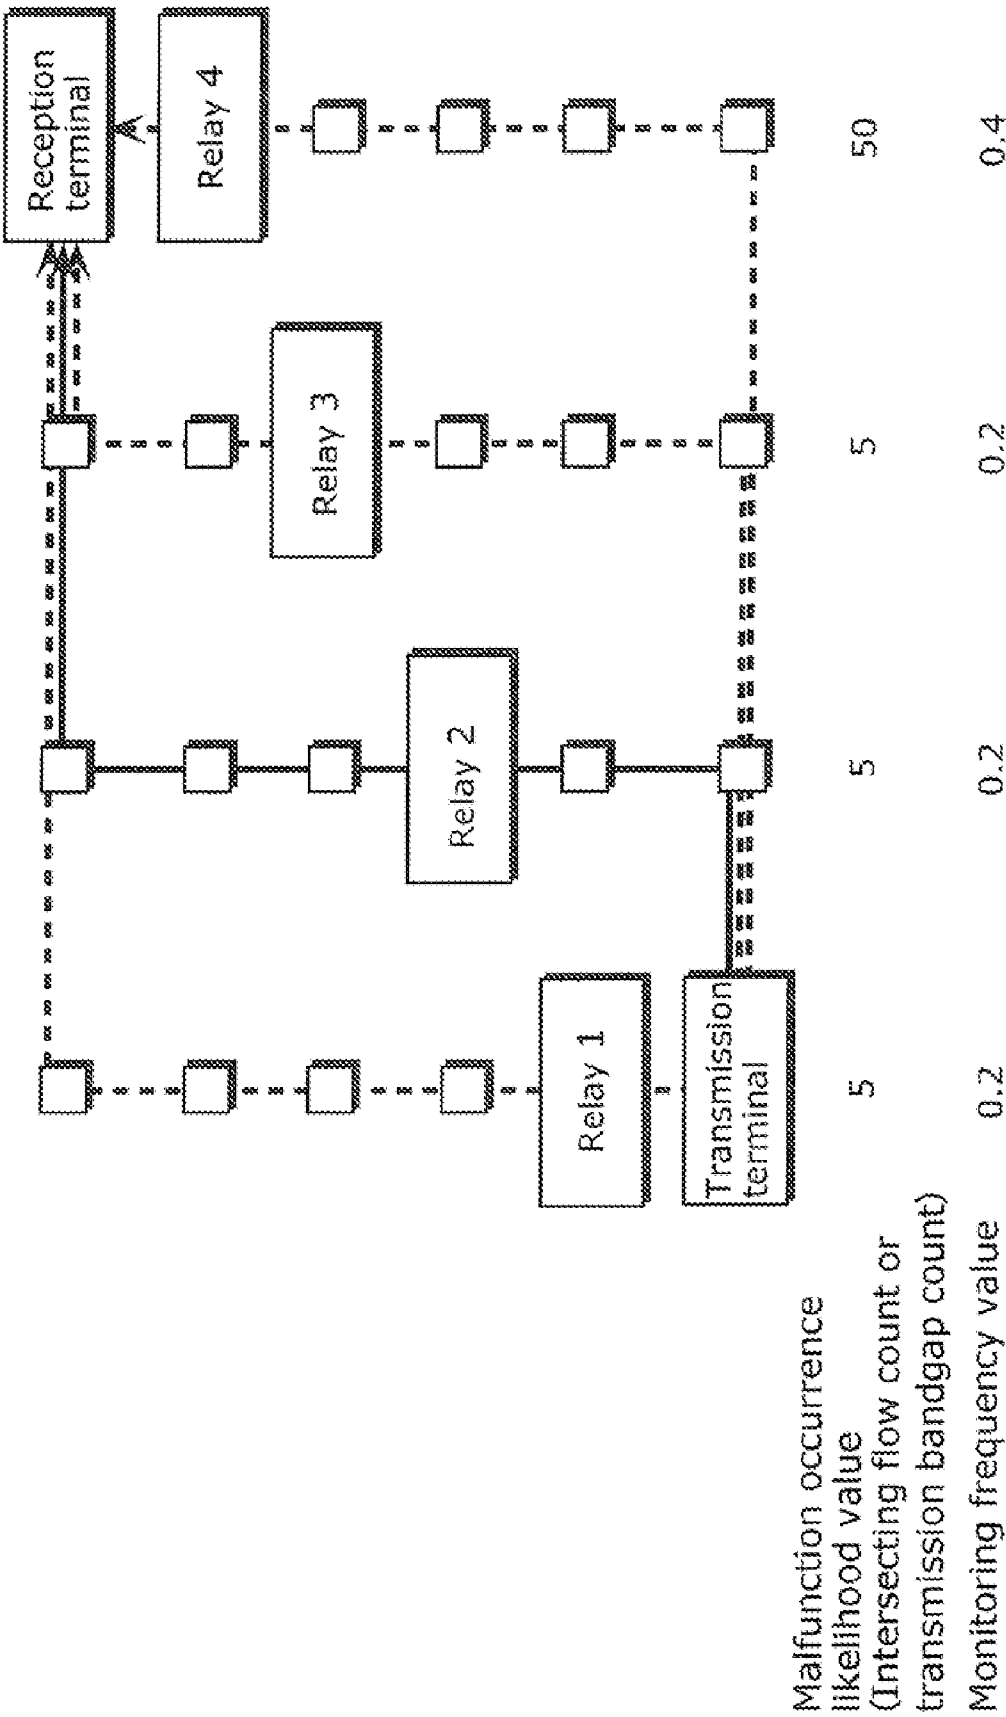 Reception
terminal
Relay 4
Relay 3
Relay 2
Relay 1
Transmission
terminal
Malfunction occurrence
likelihood value
(Intersecting flow count or
transmission bandgap count)
5
5
5
50
Monitoring frequency value
0.2
0.2
0.2
0.4